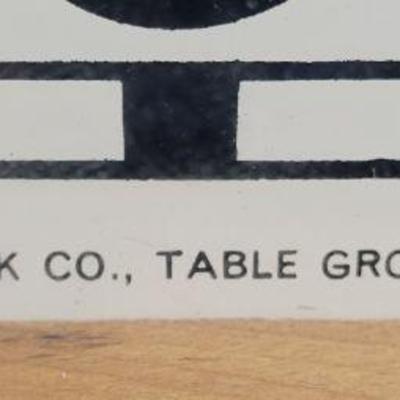 K CO., TABLE GRO